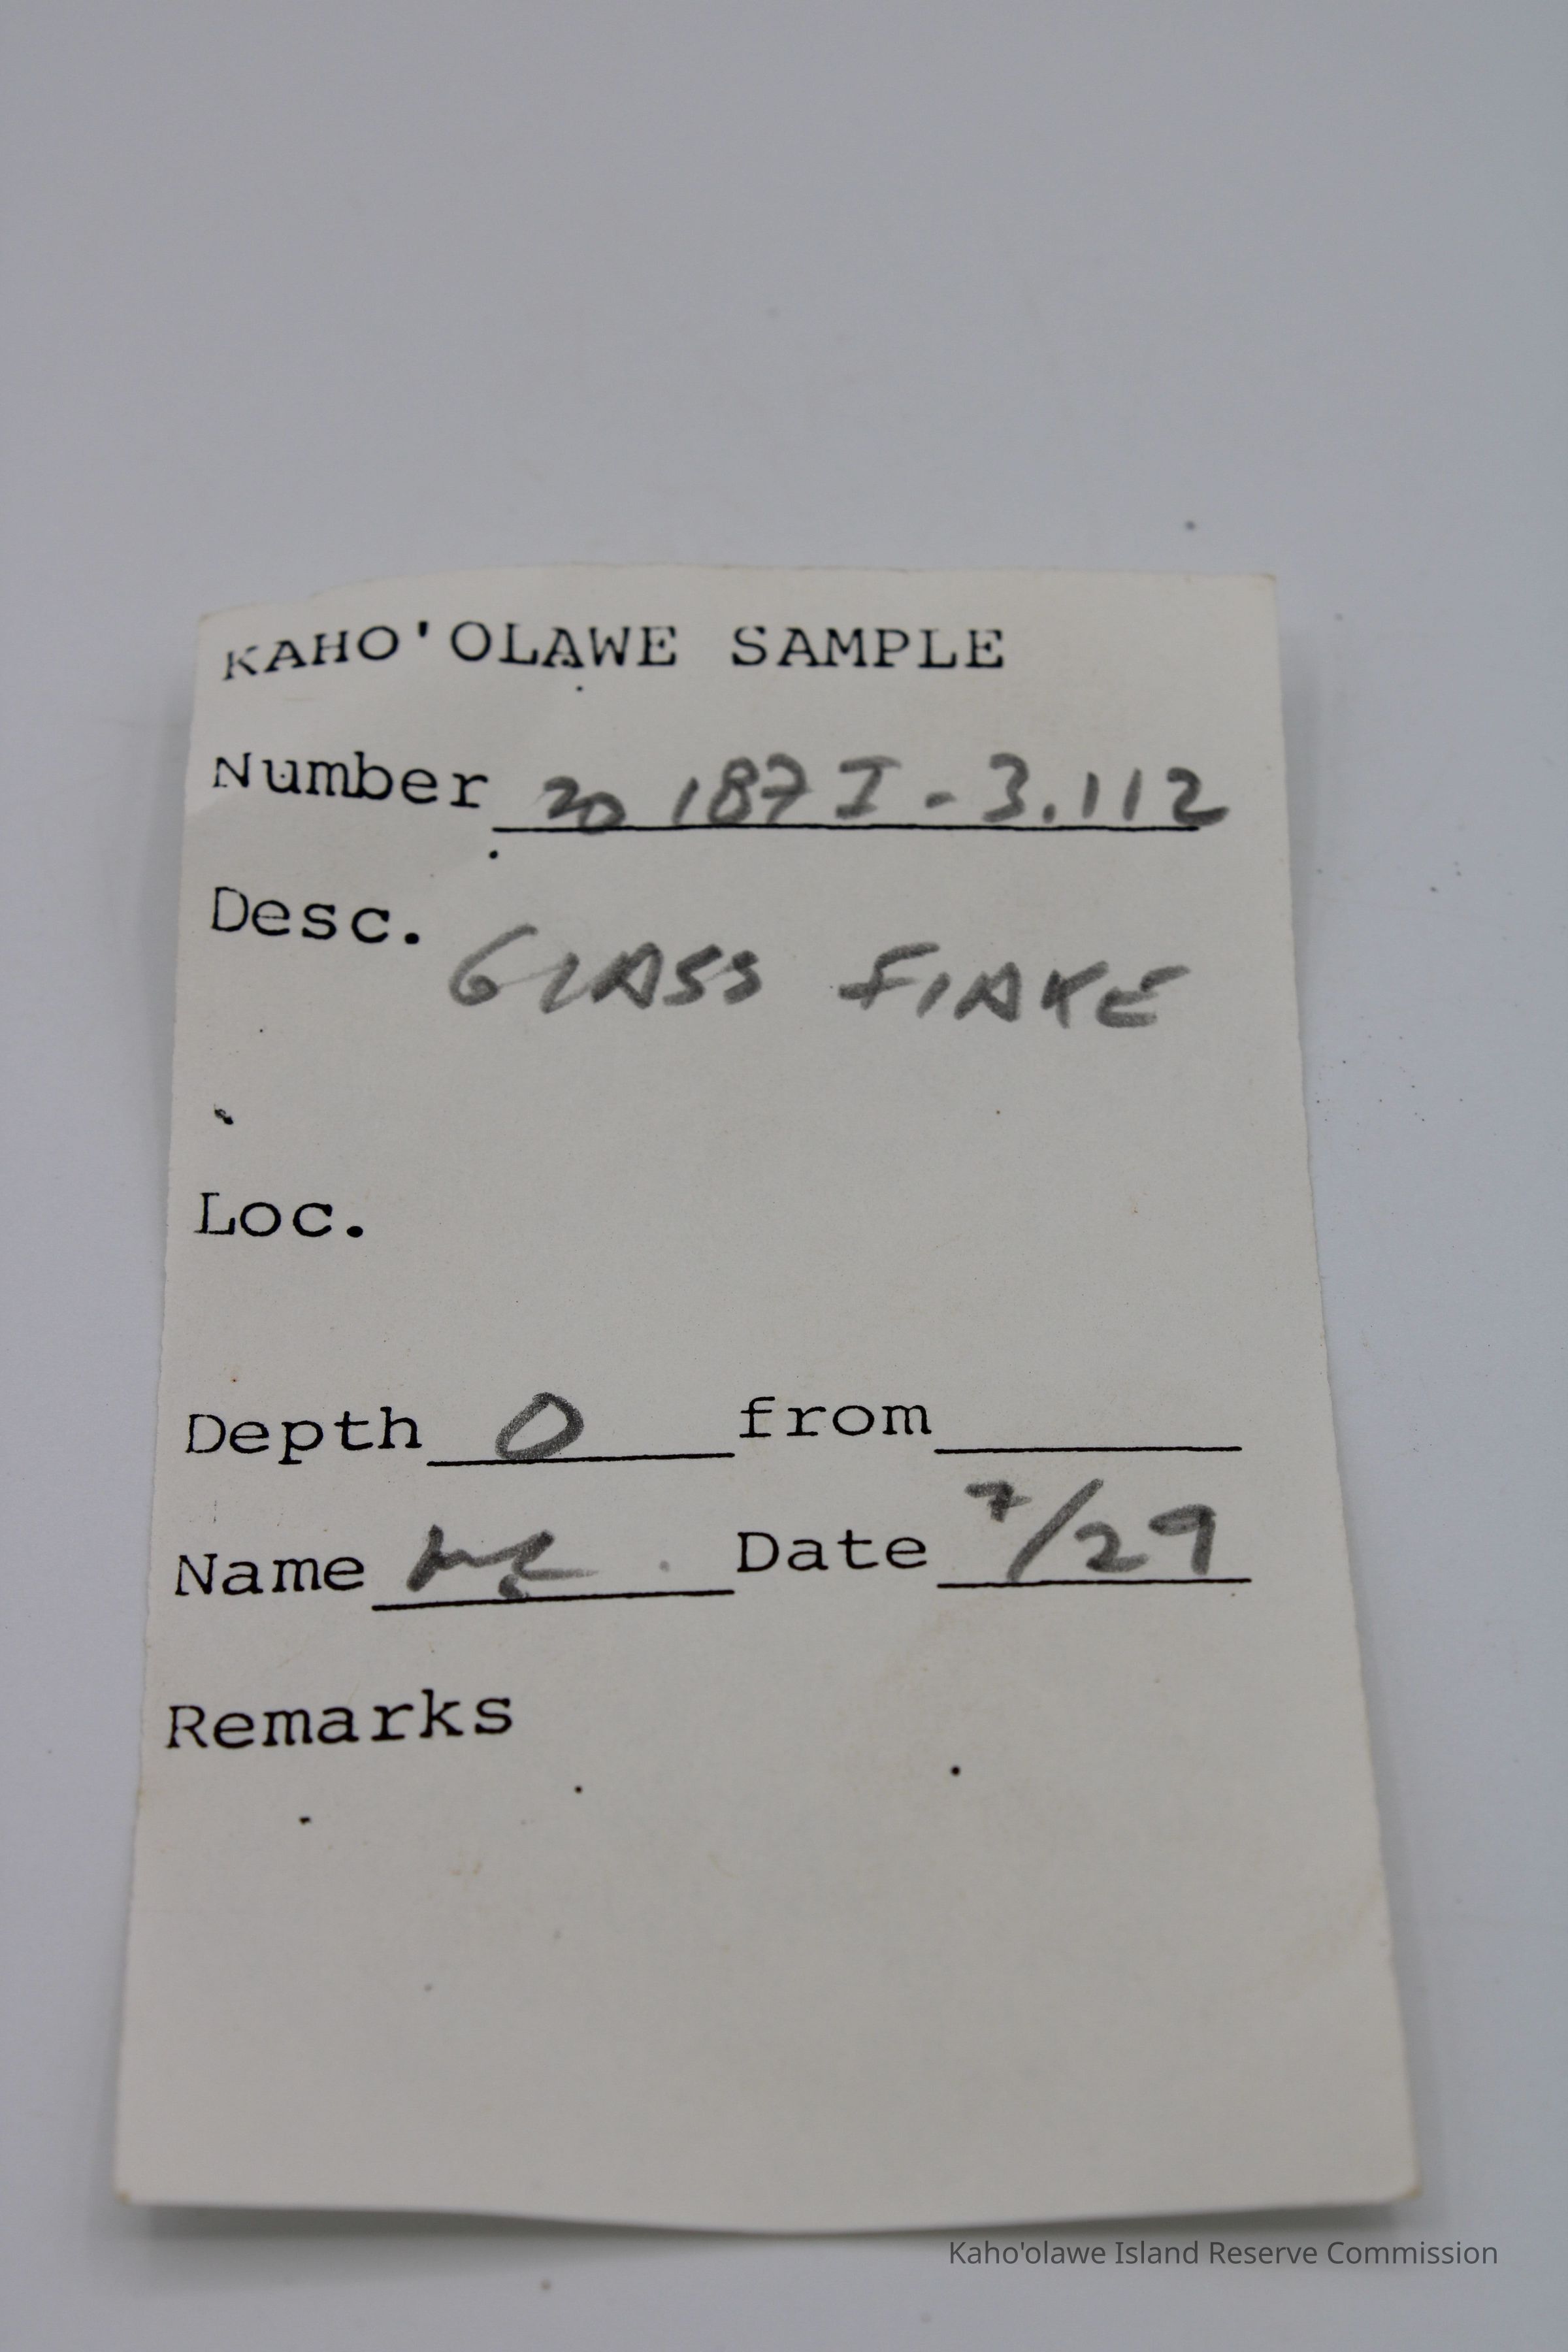 KAHO'OLAWE SAMPLE
Number 20 187 I - 3.112
Desc. GLASS FLAKE
Loc.
Depth 0 from
Name Date 7/29
Remarks
Kaho'olawe Island Reserve Commission